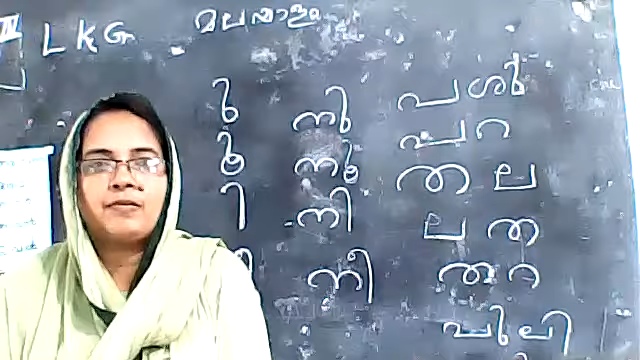 LKG മലയാളം
ു നു പശു
ൂ നൂ പറ
ി നി തല
നീ ലത
തറ